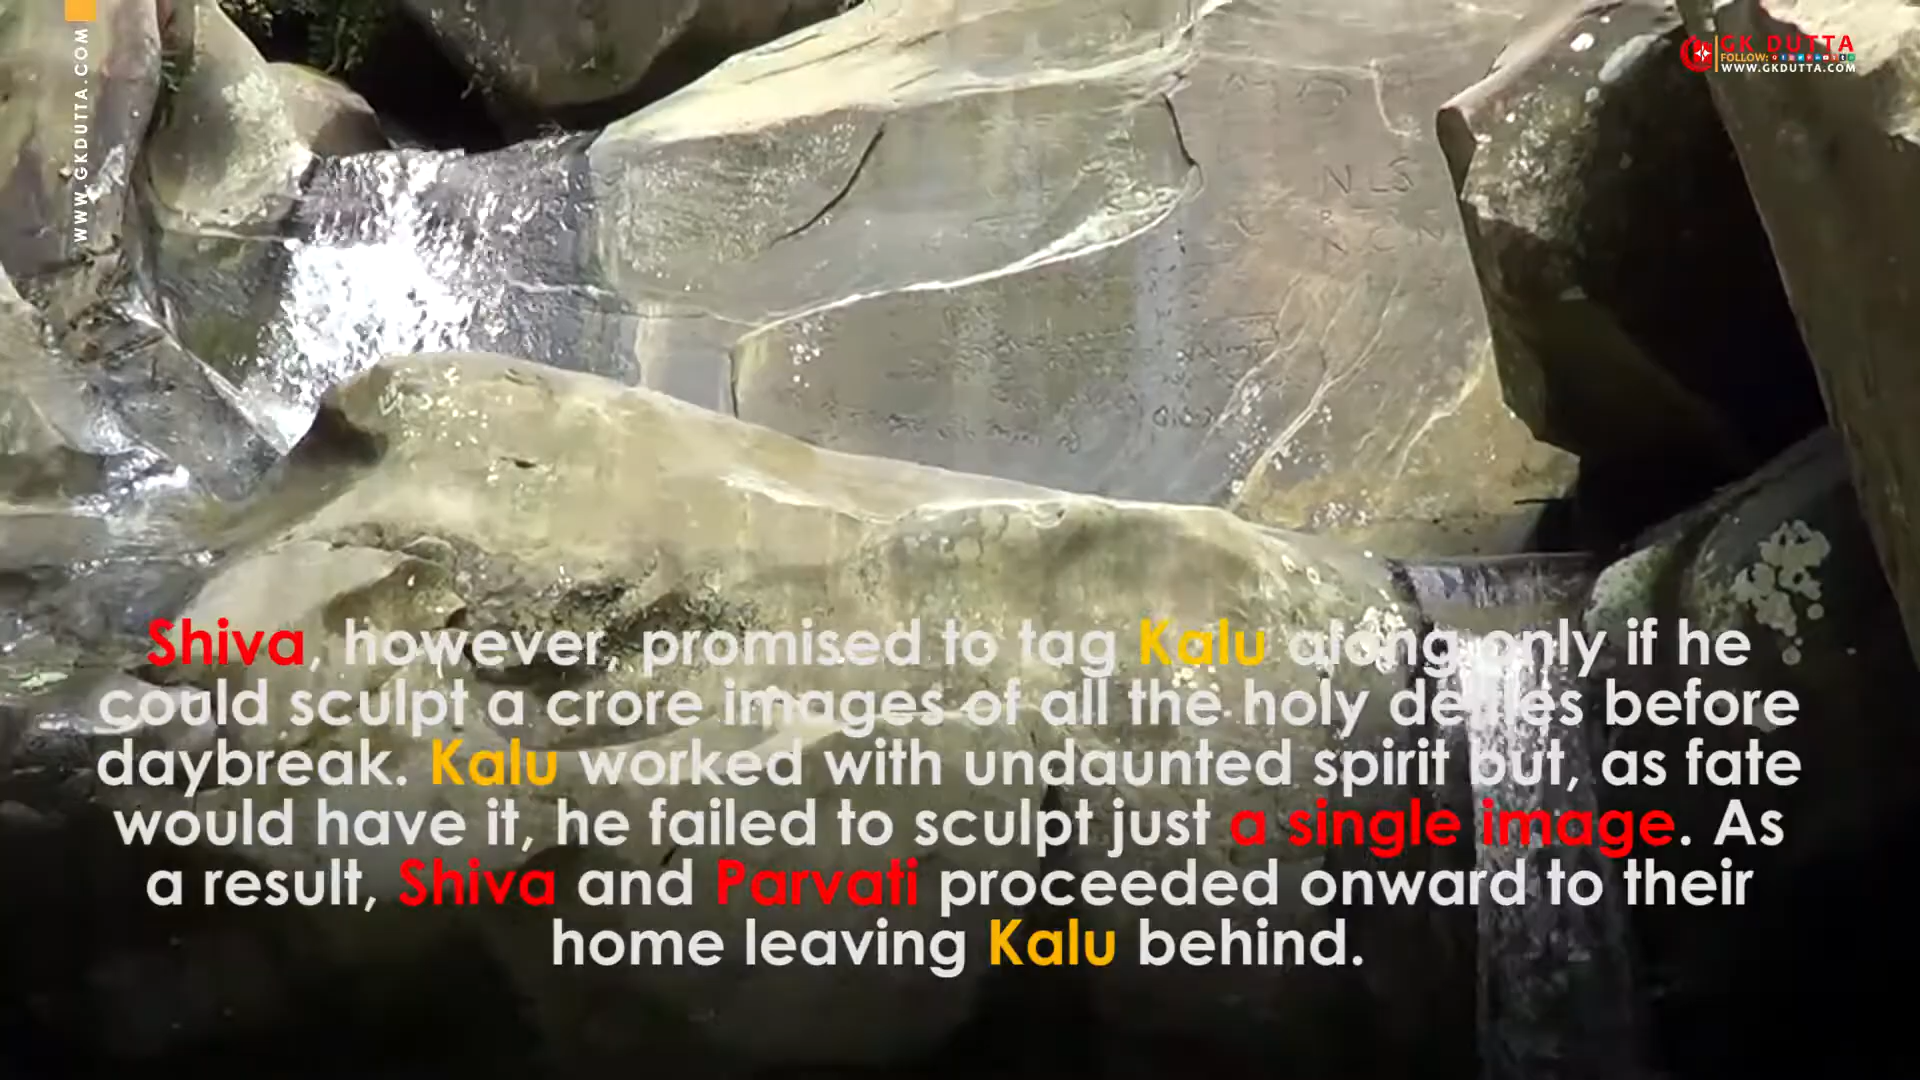 WWW.GKDUTTA.COM
GK DUTTA
FOLLOW:
WWW.GKDUTTA.COM
NLS
Shiva, however, promised to tag Kalu along only if he
could sculpt a crore images of all the holy deities before
daybreak. Kalu worked with undaunted spirit but, as fate
would have it, he failed to sculpt just a single image. As
a result, Shiva and Parvati proceeded onward to their
home leaving Kalu behind.